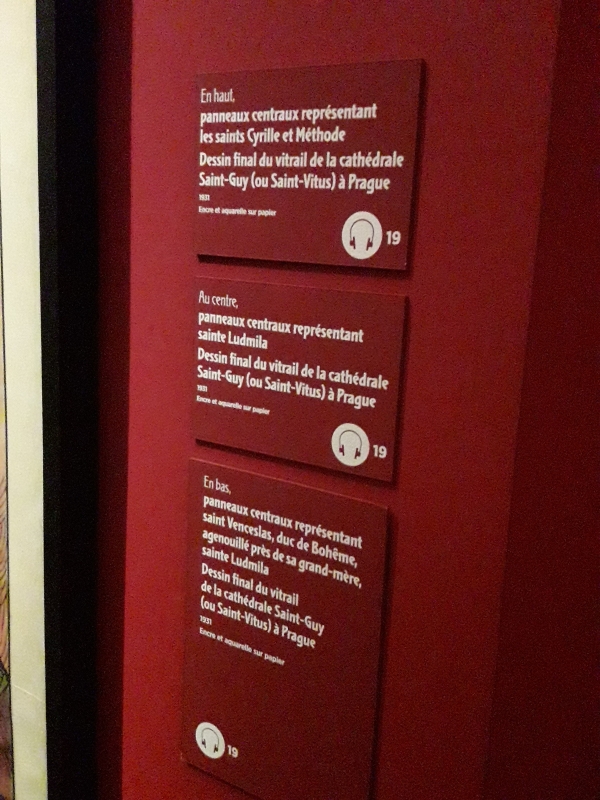 En haut,
panneaux centraux représentant
les saints Cyrille et Méthode
Dessin final du vitrail de la cathédrale
Saint-Guy (ou Saint-Vitus) à Prague
1931
Encre et aquarelle sur papier
19
Au centre,
panneaux centraux représentant
sainte Ludmila
Dessin final du vitrail de la cathédrale
Saint-Guy (ou Saint-Vitus) à Prague
1931
Encre et aquarelle sur papier
19
En bas,
panneaux centraux représentant
saint Venceslas, duc de Bohême,
agenouillé près de sa grand-mère,
sainte Ludmila
Dessin final du vitrail
de la cathédrale Saint-Guy
(ou Saint-Vitus) à Prague
1931
Encre et aquarelle sur papier
19